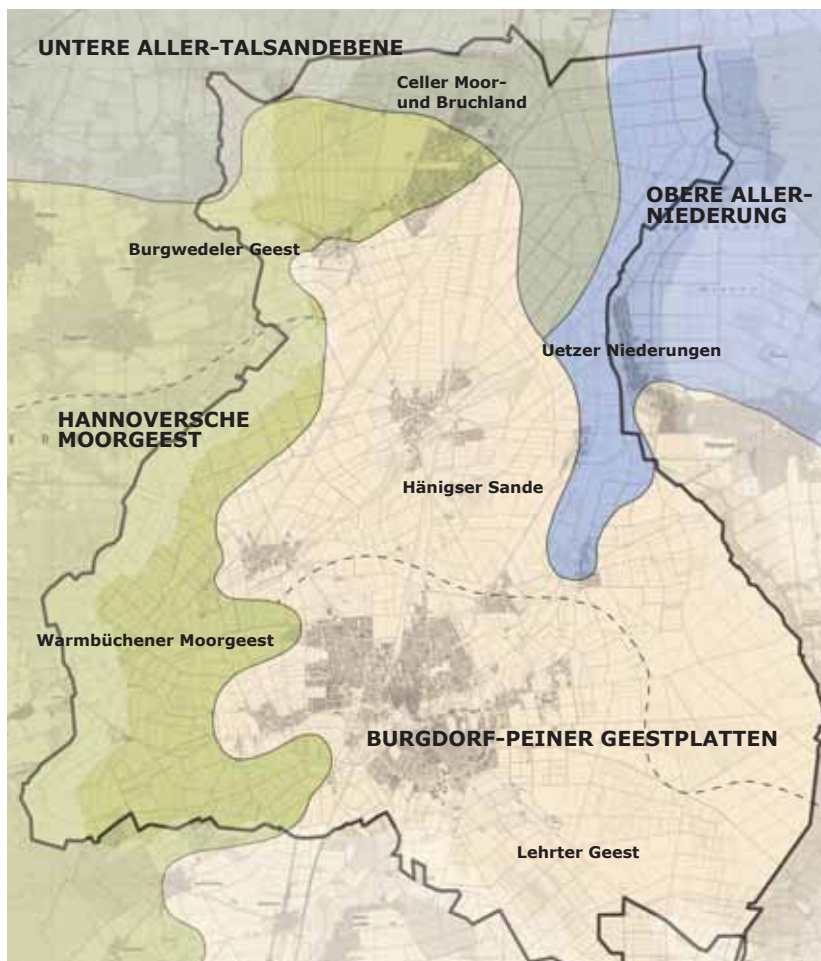 UNTERE ALLER-TALSANDEBENE
Celler Moor-
und Bruchland
OBERE ALLER-
NIEDERUNG
Burgwedeler Geest
Uetzer Niederungen
HANNOVERSCHE
MOORGEEST
Hänigser Sande
Warmbüchener Moorgeest
BURGDORF-PEINER GEESTPLATTEN
Lehrter Geest